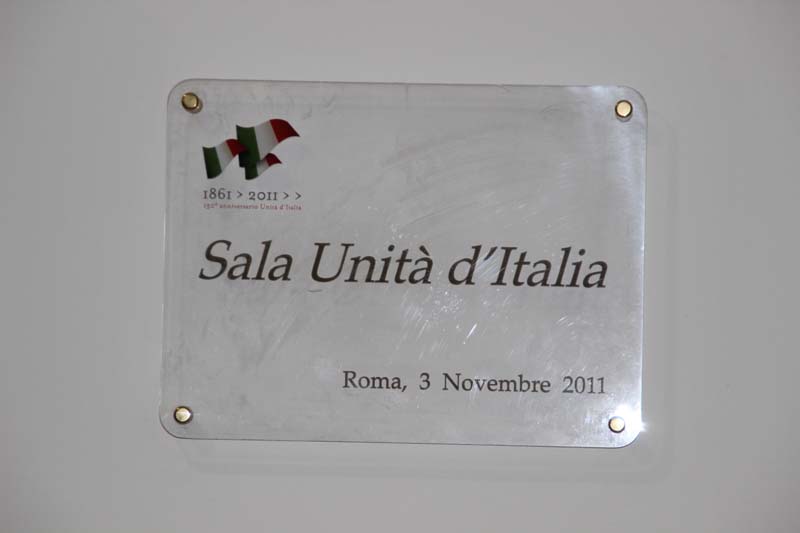 1861 > 2011 > >
150° anniversario Unità d'Italia
Sala Unità d'Italia
Roma, 3 Novembre 2011